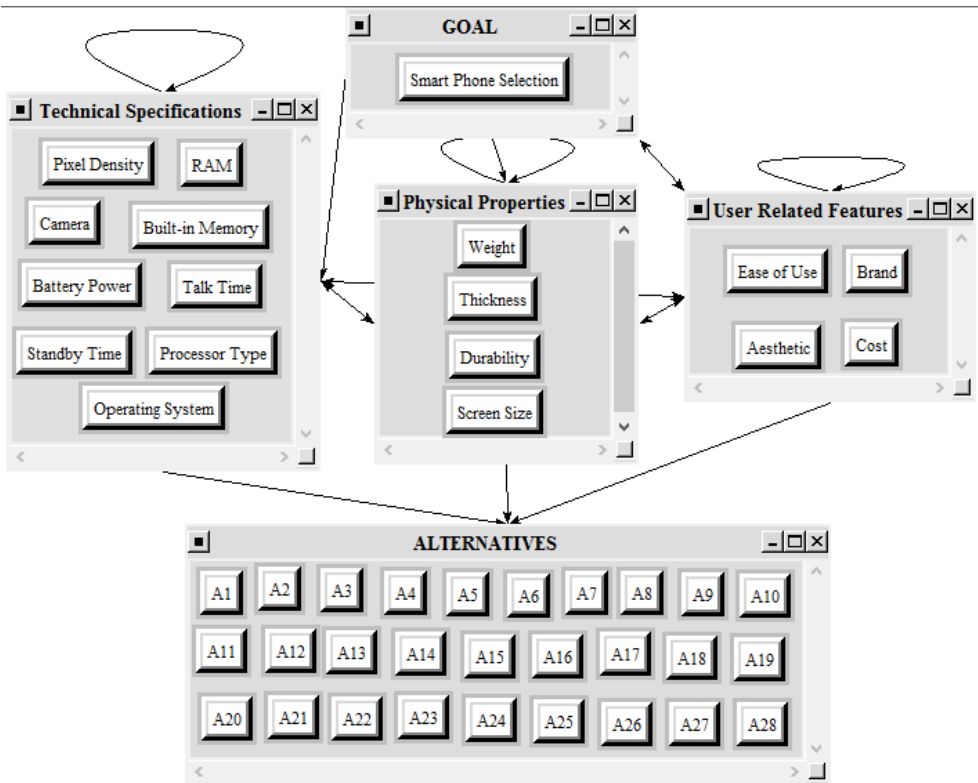 GOAL
Smart Phone Selection
Technical Specifications
Pixel Density
RAM
Camera
Built-in Memory
Battery Power
Talk Time
Standby Time
Processor Type
Operating System
Physical Properties
Weight
Thickness
Durability
Screen Size
User Related Features
Ease of Use
Brand
Aesthetic
Cost
ALTERNATIVES
A1 A2 A3 A4 A5 A6 A7 A8 A9 A10
A11 A12 A13 A14 A15 A16 A17 A18 A19
A20 A21 A22 A23 A24 A25 A26 A27 A28